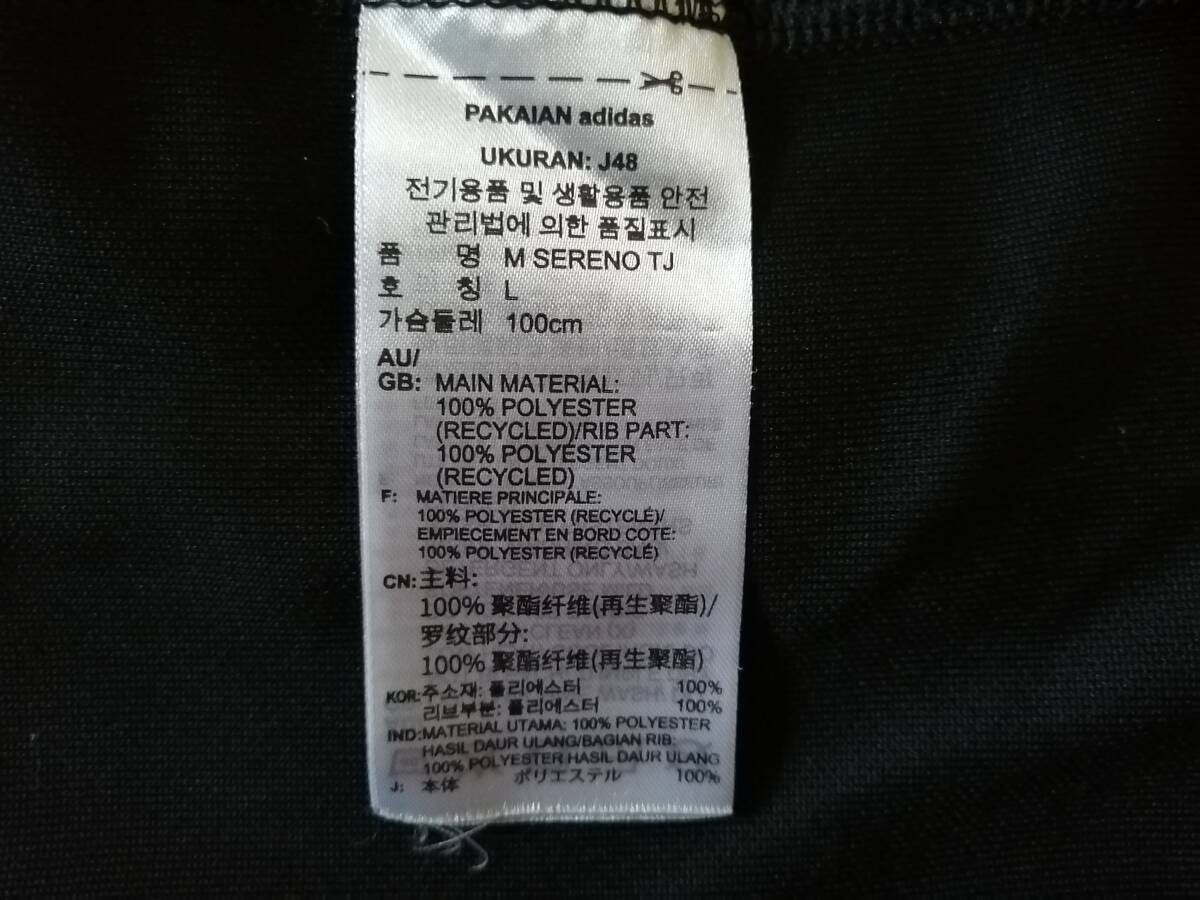 PAKAIAN adidas
UKURAN: J48
전기용품 및 생활용품 안전
관리법에 의한 품질표시
품 명 M SERENO TJ
호 칭 L
가슴둘레 100cm
AU/
GB: MAIN MATERIAL:
100% POLYESTER
(RECYCLED)/RIB PART:
100% POLYESTER
(RECYCLED)
F: MATIERE PRINCIPALE:
100% POLYESTER (RECYCLÉ)/
EMPIECEMENT EN BORD COTE:
100% POLYESTER (RECYCLÉ)
CN: 主料:
100% 聚酯纤维(再生聚酯)/
罗纹部分:
100% 聚酯纤维(再生聚酯)
KOR: 주소재: 폴리에스터 100%
리브부분: 폴리에스터 100%
IND: MATERIAL UTAMA: 100% POLYESTER
HASIL DAUR ULANG/BAGIAN RIB:
100% POLYESTER HASIL DAUR ULANG
J: 本体 ポリエステル 100%